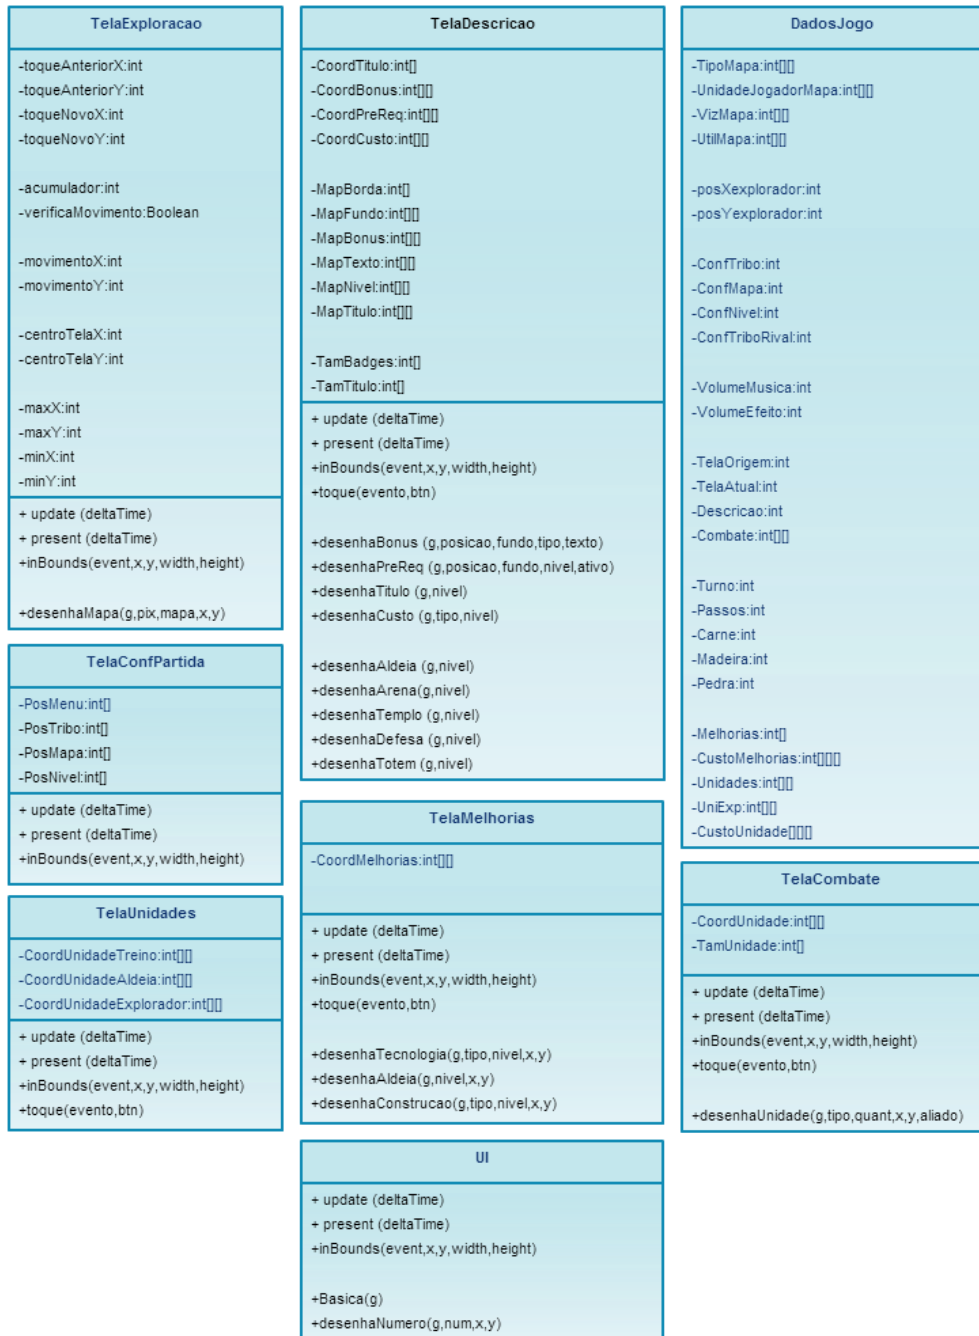 TelaExploracao
-toqueAnteriorX:int
-toqueAnteriorY:int
-toqueNovoX:int
-toqueNovoY:int
-acumulador:int
-verificaMovimento:Boolean
-movimentoX:int
-movimentoY:int
-centroTelaX:int
-centroTelaY:int
-maxX:int
-maxY:int
-minX:int
-minY:int
+ update (deltaTime)
+ present (deltaTime)
+inBounds(event,x,y,width,height)
+desenhaMapa(g,pix,mapa,x,y)
TelaConfPartida
-PosMenu:int[]
-PosTribo:int[]
-PosMapa:int[]
-PosNivel:int[]
+ update (deltaTime)
+ present (deltaTime)
+inBounds(event,x,y,width,height)
TelaUnidades
-CoordUnidadeTreino:int[][]
-CoordUnidadeAldeia:int[][]
-CoordUnidadeExplorador:int[][]
+ update (deltaTime)
+ present (deltaTime)
+inBounds(event,x,y,width,height)
+toque(evento,btn)
TelaDescricao
-CoordTitulo:int[]
-CoordBonus:int[][]
-CoordPreReq:int[][]
-CoordCusto:int[][]
-MapBorda:int[]
-MapFundo:int[][]
-MapBonus:int[][]
-MapTexto:int[][]
-MapNivel:int[][]
-MapTitulo:int[][]
-TamBadges:int[]
-TamTitulo:int[]
+ update (deltaTime)
+ present (deltaTime)
+inBounds(event,x,y,width,height)
+toque(evento,btn)
+desenhaBonus (g,posicao,fundo,tipo,texto)
+desenhaPreReq (g,posicao,fundo,nivel,ativo)
+desenhaTitulo (g,nivel)
+desenhaCusto (g,tipo,nivel)
+desenhaAldeia (g,nivel)
+desenhaArena(g,nivel)
+desenhaTemplo (g,nivel)
+desenhaDefesa (g,nivel)
+desenhaTotem (g,nivel)
TelaMelhorias
-CoordMelhorias:int[][]
+ update (deltaTime)
+ present (deltaTime)
+inBounds(event,x,y,width,height)
+toque(evento,btn)
+desenhaTecnologia(g,tipo,nivel,x,y)
+desenhaAldeia(g,nivel,x,y)
+desenhaConstrucao(g,tipo,nivel,x,y)
UI
+ update (deltaTime)
+ present (deltaTime)
+inBounds(event,x,y,width,height)
+Basica(g)
+desenhaNumero(g,num,x,y)
DadosJogo
-TipoMapa:int[][]
-UnidadeJogadorMapa:int[][]
-VizMapa:int[][]
-UtilMapa:int[][]
-posXexplorador:int
-posYexplorador:int
-ConfTribo:int
-ConfMapa:int
-ConfNivel:int
-ConfTriboRival:int
-VolumeMusica:int
-VolumeEfeito:int
-TelaOrigem:int
-TelaAtual:int
-Descricao:int
-Combate:int[][]
-Turno:int
-Passos:int
-Carne:int
-Madeira:int
-Pedra:int
-Melhorias:int[]
-CustoMelhorias:int[][][]
-Unidades:int[][]
-UniExp:int[][]
-CustoUnidade[][][]
TelaCombate
-CoordUnidade:int[][]
-TamUnidade:int[]
+ update (deltaTime)
+ present (deltaTime)
+inBounds(event,x,y,width,height)
+toque(evento,btn)
+desenhaUnidade(g,tipo,quant,x,y,aliado)